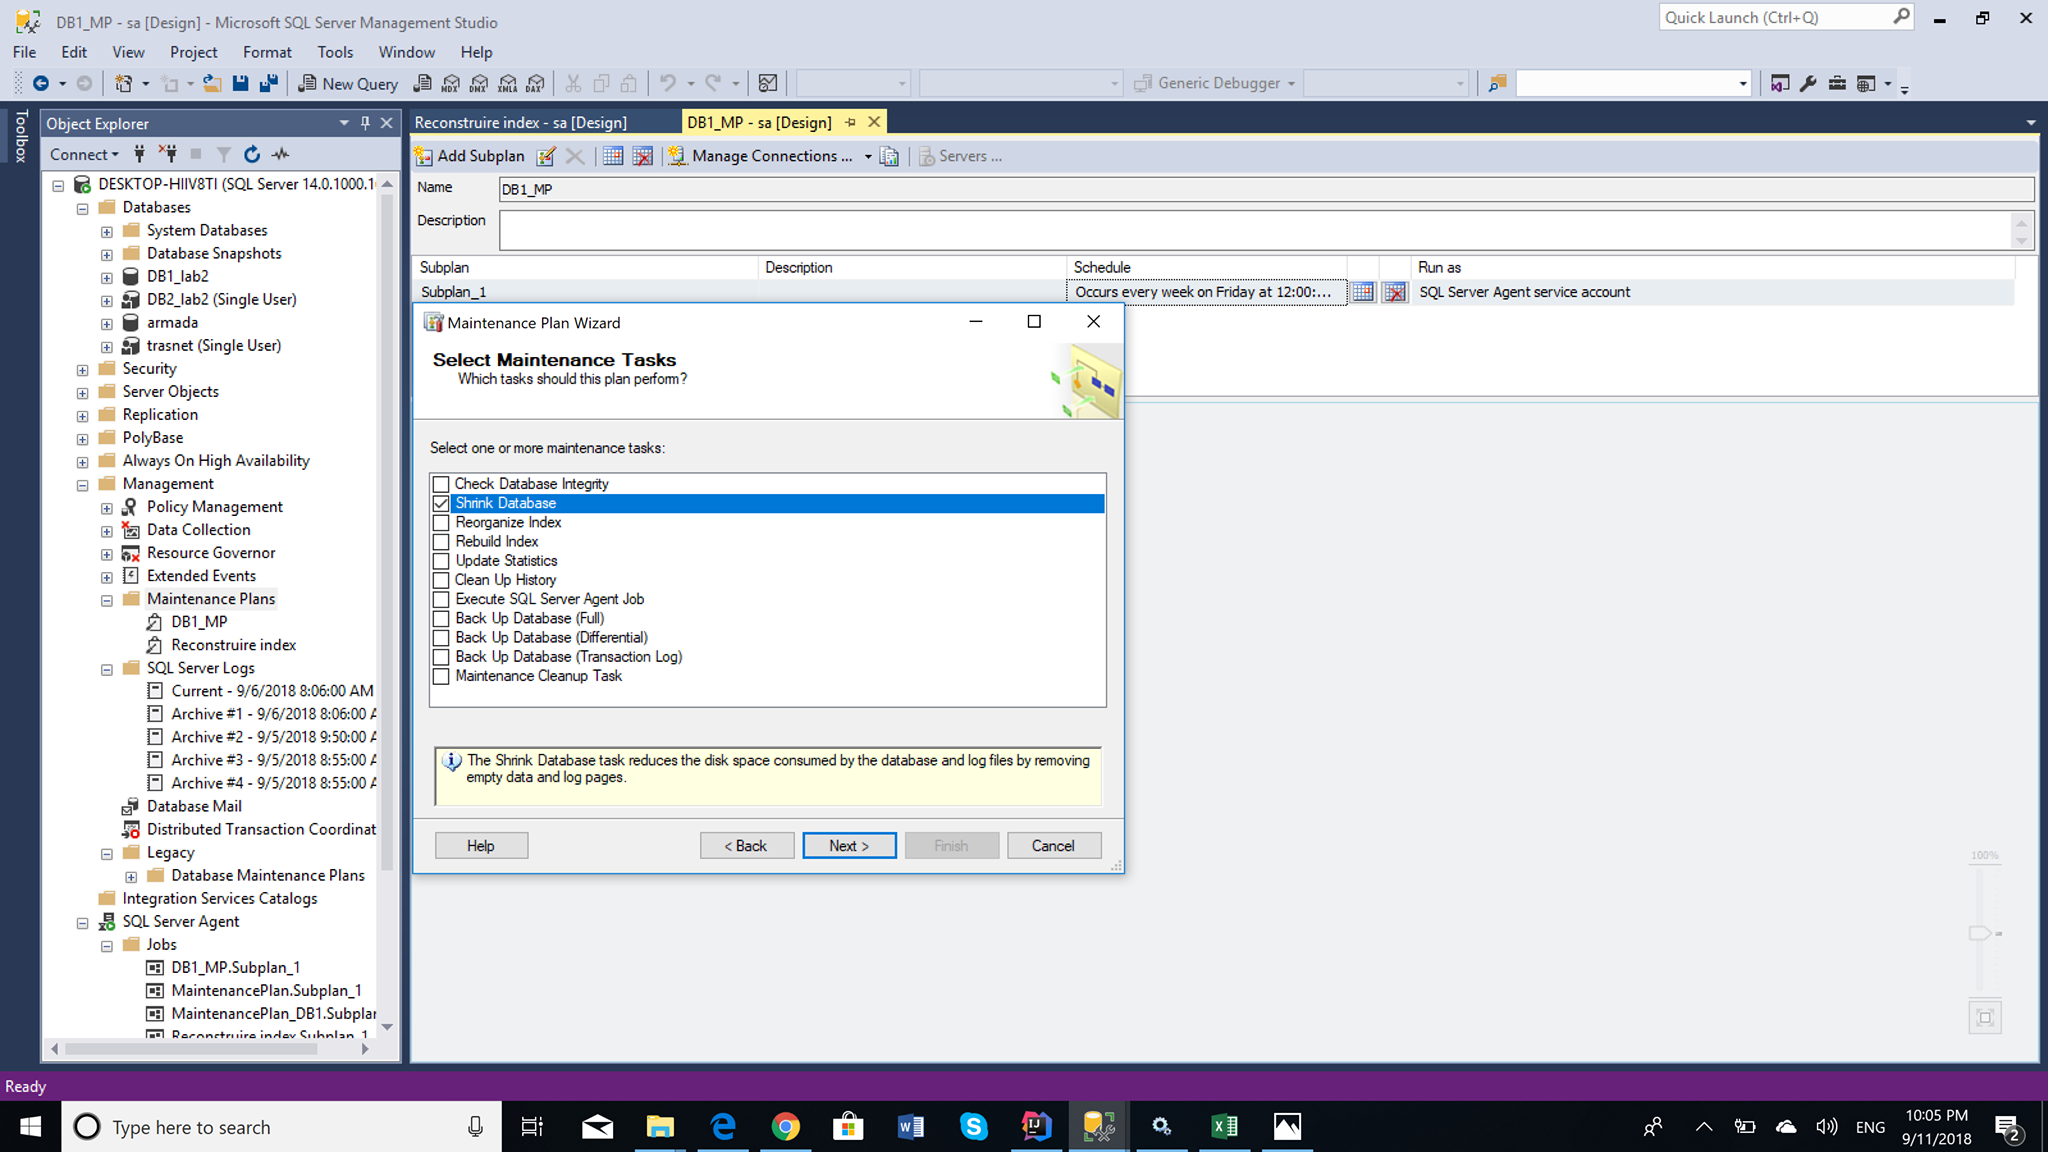 DB1_MP - sa [Design] - Microsoft SQL Server Management Studio
Quick Launch (Ctrl+Q)
File Edit View Project Format Tools Window Help
New Query
MDX DMX XMLA DAX
Generic Debugger
Toolbox
Object Explorer
Connect
DESKTOP-HIIV8TI (SQL Server 14.0.1000.1
Databases
System Databases
Database Snapshots
DB1_lab2
DB2_lab2 (Single User)
armada
trasnet (Single User)
Security
Server Objects
Replication
PolyBase
Always On High Availability
Management
Policy Management
Data Collection
Resource Governor
Extended Events
Maintenance Plans
DB1_MP
Reconstruire index
SQL Server Logs
Current - 9/6/2018 8:06:00 AM
Archive #1 - 9/6/2018 8:06:00 A
Archive #2 - 9/5/2018 9:50:00 A
Archive #3 - 9/5/2018 8:55:00 A
Archive #4 - 9/5/2018 8:55:00 A
Database Mail
Distributed Transaction Coordinat
Legacy
Database Maintenance Plans
Integration Services Catalogs
SQL Server Agent
Jobs
DB1_MP.Subplan_1
MaintenancePlan.Subplan_1
MaintenancePlan_DB1.Subplan
Reconstruire index.Subplan_1
Reconstruire index - sa [Design]
DB1_MP - sa [Design]
Add Subplan
Manage Connections ...
Servers ...
Name
DB1_MP
Description
Subplan Description Schedule Run as
Subplan_1 Occurs every week on Friday at 12:00:... SQL Server Agent service account
Maintenance Plan Wizard
Select Maintenance Tasks
Which tasks should this plan perform?
Select one or more maintenance tasks:
Check Database Integrity
Shrink Database
Reorganize Index
Rebuild Index
Update Statistics
Clean Up History
Execute SQL Server Agent Job
Back Up Database (Full)
Back Up Database (Differential)
Back Up Database (Transaction Log)
Maintenance Cleanup Task
The Shrink Database task reduces the disk space consumed by the database and log files by removing
empty data and log pages.
Help
< Back
Next >
Finish
Cancel
100%
Ready
Type here to search
ENG
10:05 PM
9/11/2018
2